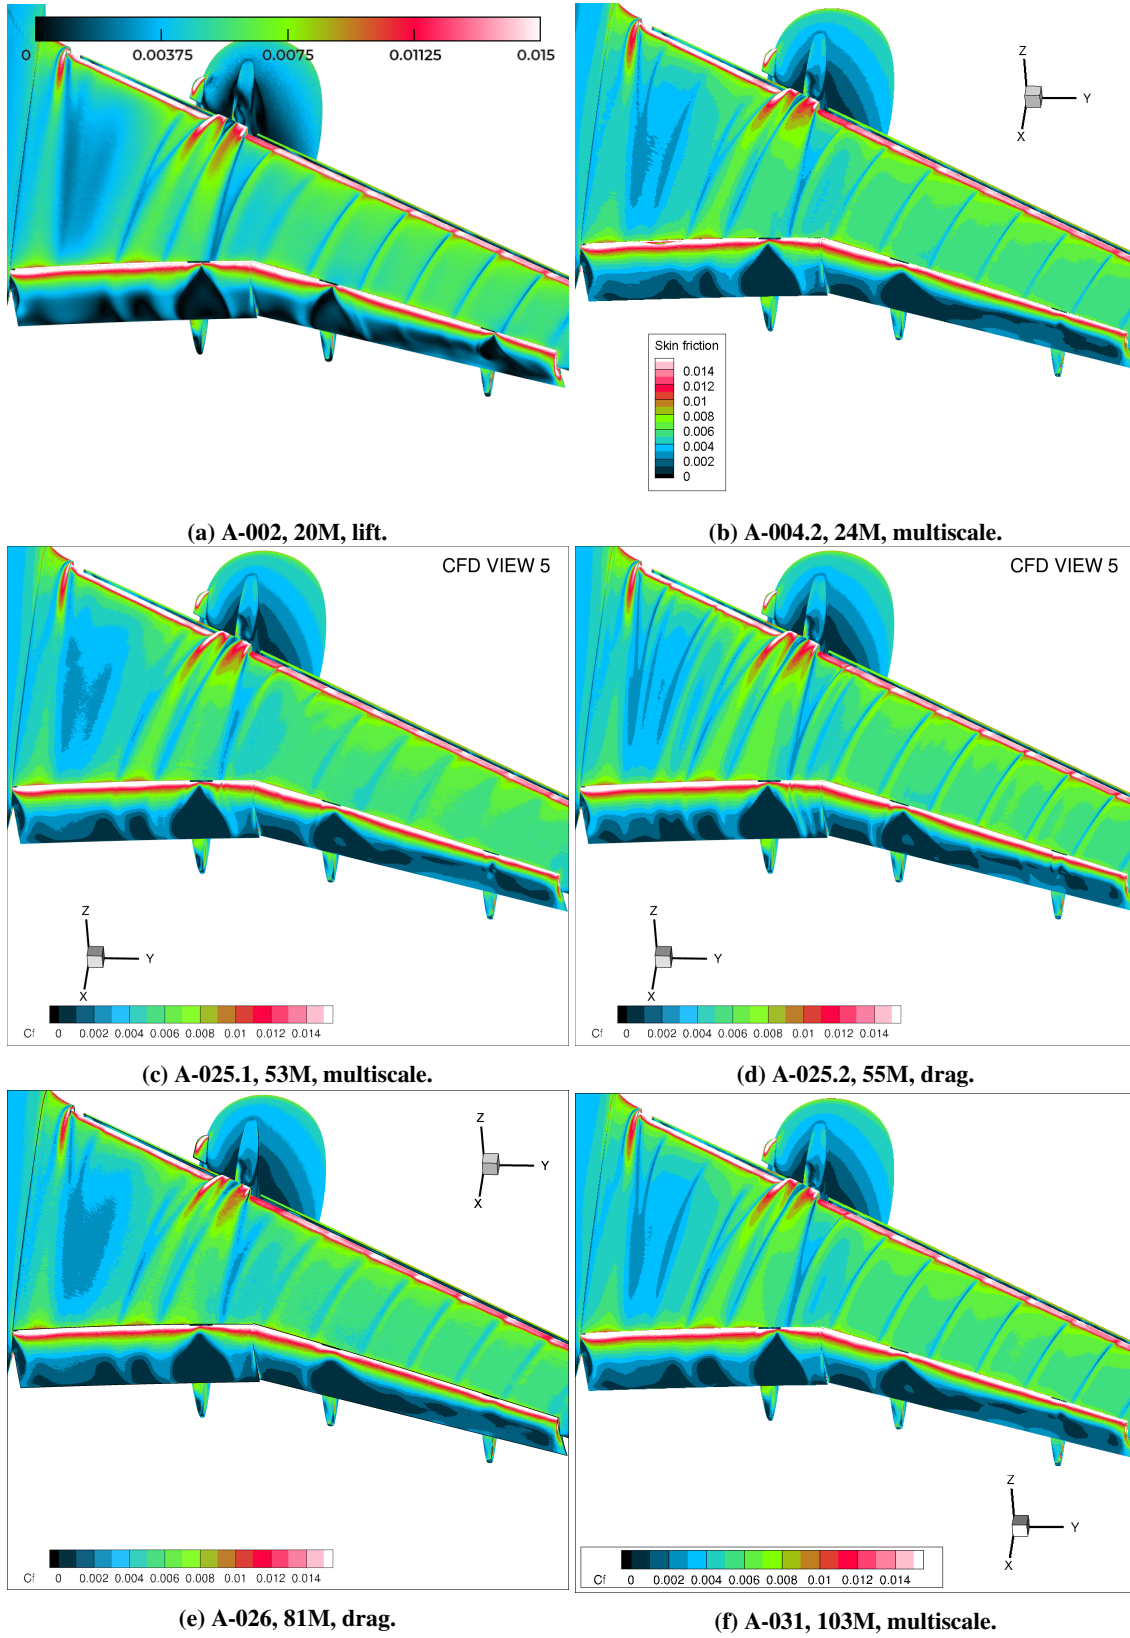 0 0.00375 0.0075 0.01125 0.015
Z
Y
X
Skin friction
0.014
0.012
0.01
0.008
0.006
0.004
0.002
0
(a) A-002, 20M, lift.
(b) A-004.2, 24M, multiscale.
CFD VIEW 5
Z
Y
X
Cf 0 0.002 0.004 0.006 0.008 0.01 0.012 0.014
(c) A-025.1, 53M, multiscale.
CFD VIEW 5
Z
Y
X
Cf 0 0.002 0.004 0.006 0.008 0.01 0.012 0.014
(d) A-025.2, 55M, drag.
Z
Y
X
Cf 0 0.002 0.004 0.006 0.008 0.01 0.012 0.014
(e) A-026, 81M, drag.
Z
Y
X
Cf 0 0.002 0.004 0.006 0.008 0.01 0.012 0.014
(f) A-031, 103M, multiscale.